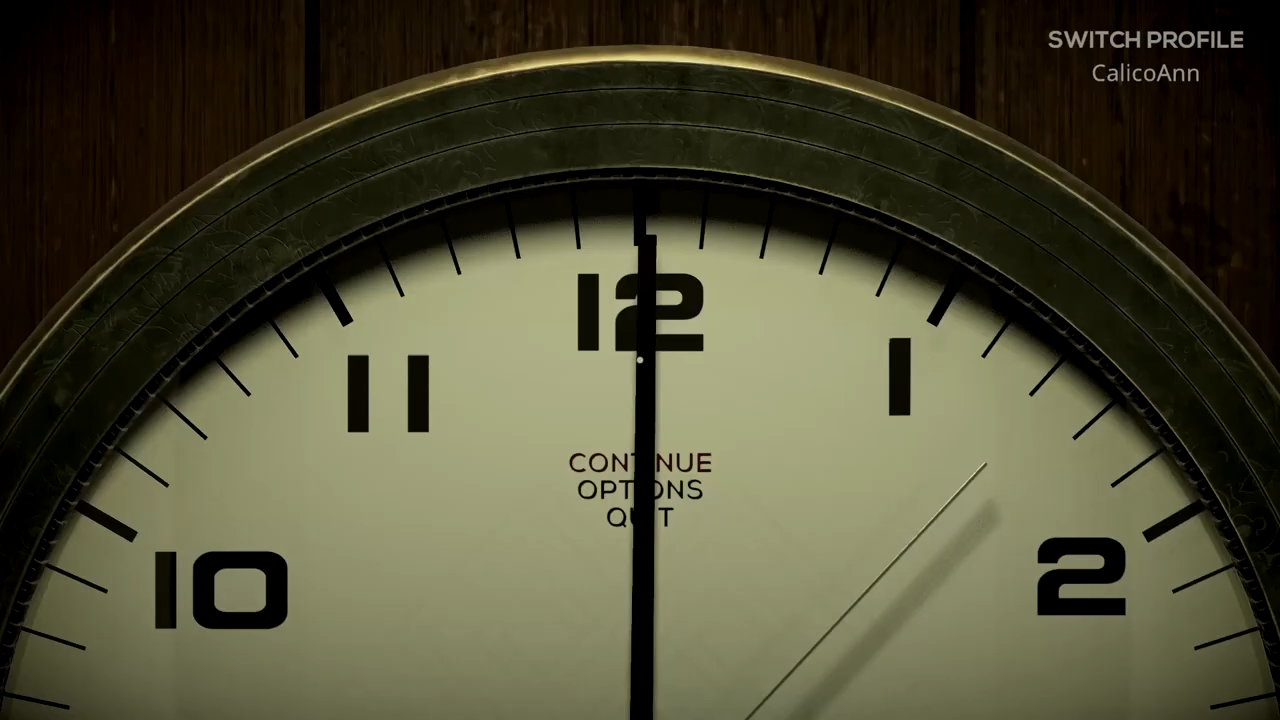 SWITCH PROFILE
CalicoAnn
12
11
1
CONTINUE
OPTIONS
QUIT
10
2